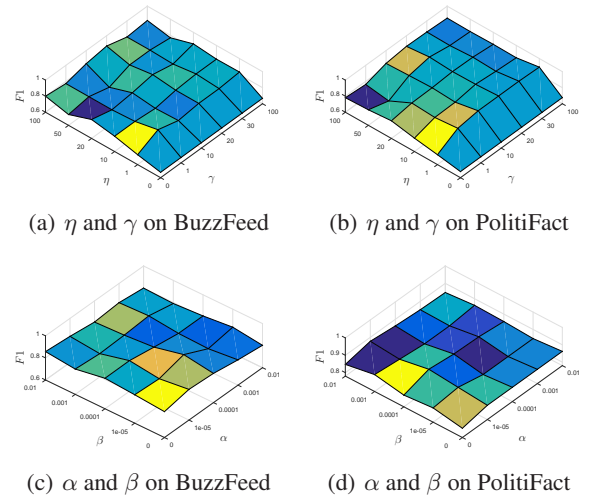 1
0.8
0.6
F1
100
50
20
10
1
0
η
0
1
10
20
30
100
γ
(a) η and γ on BuzzFeed
1
0.8
0.6
F1
100
50
20
10
1
0
η
0
1
10
20
30
100
γ
(b) η and γ on PolitiFact
1
0.8
0.6
F1
0.01
0.001
0.0001
1e-05
0
β
0
1e-05
0.0001
0.001
0.01
α
(c) α and β on BuzzFeed
1
0.9
0.8
F1
0.01
0.001
0.0001
1e-05
0
β
0
1e-05
0.0001
0.001
0.01
α
(d) α and β on PolitiFact